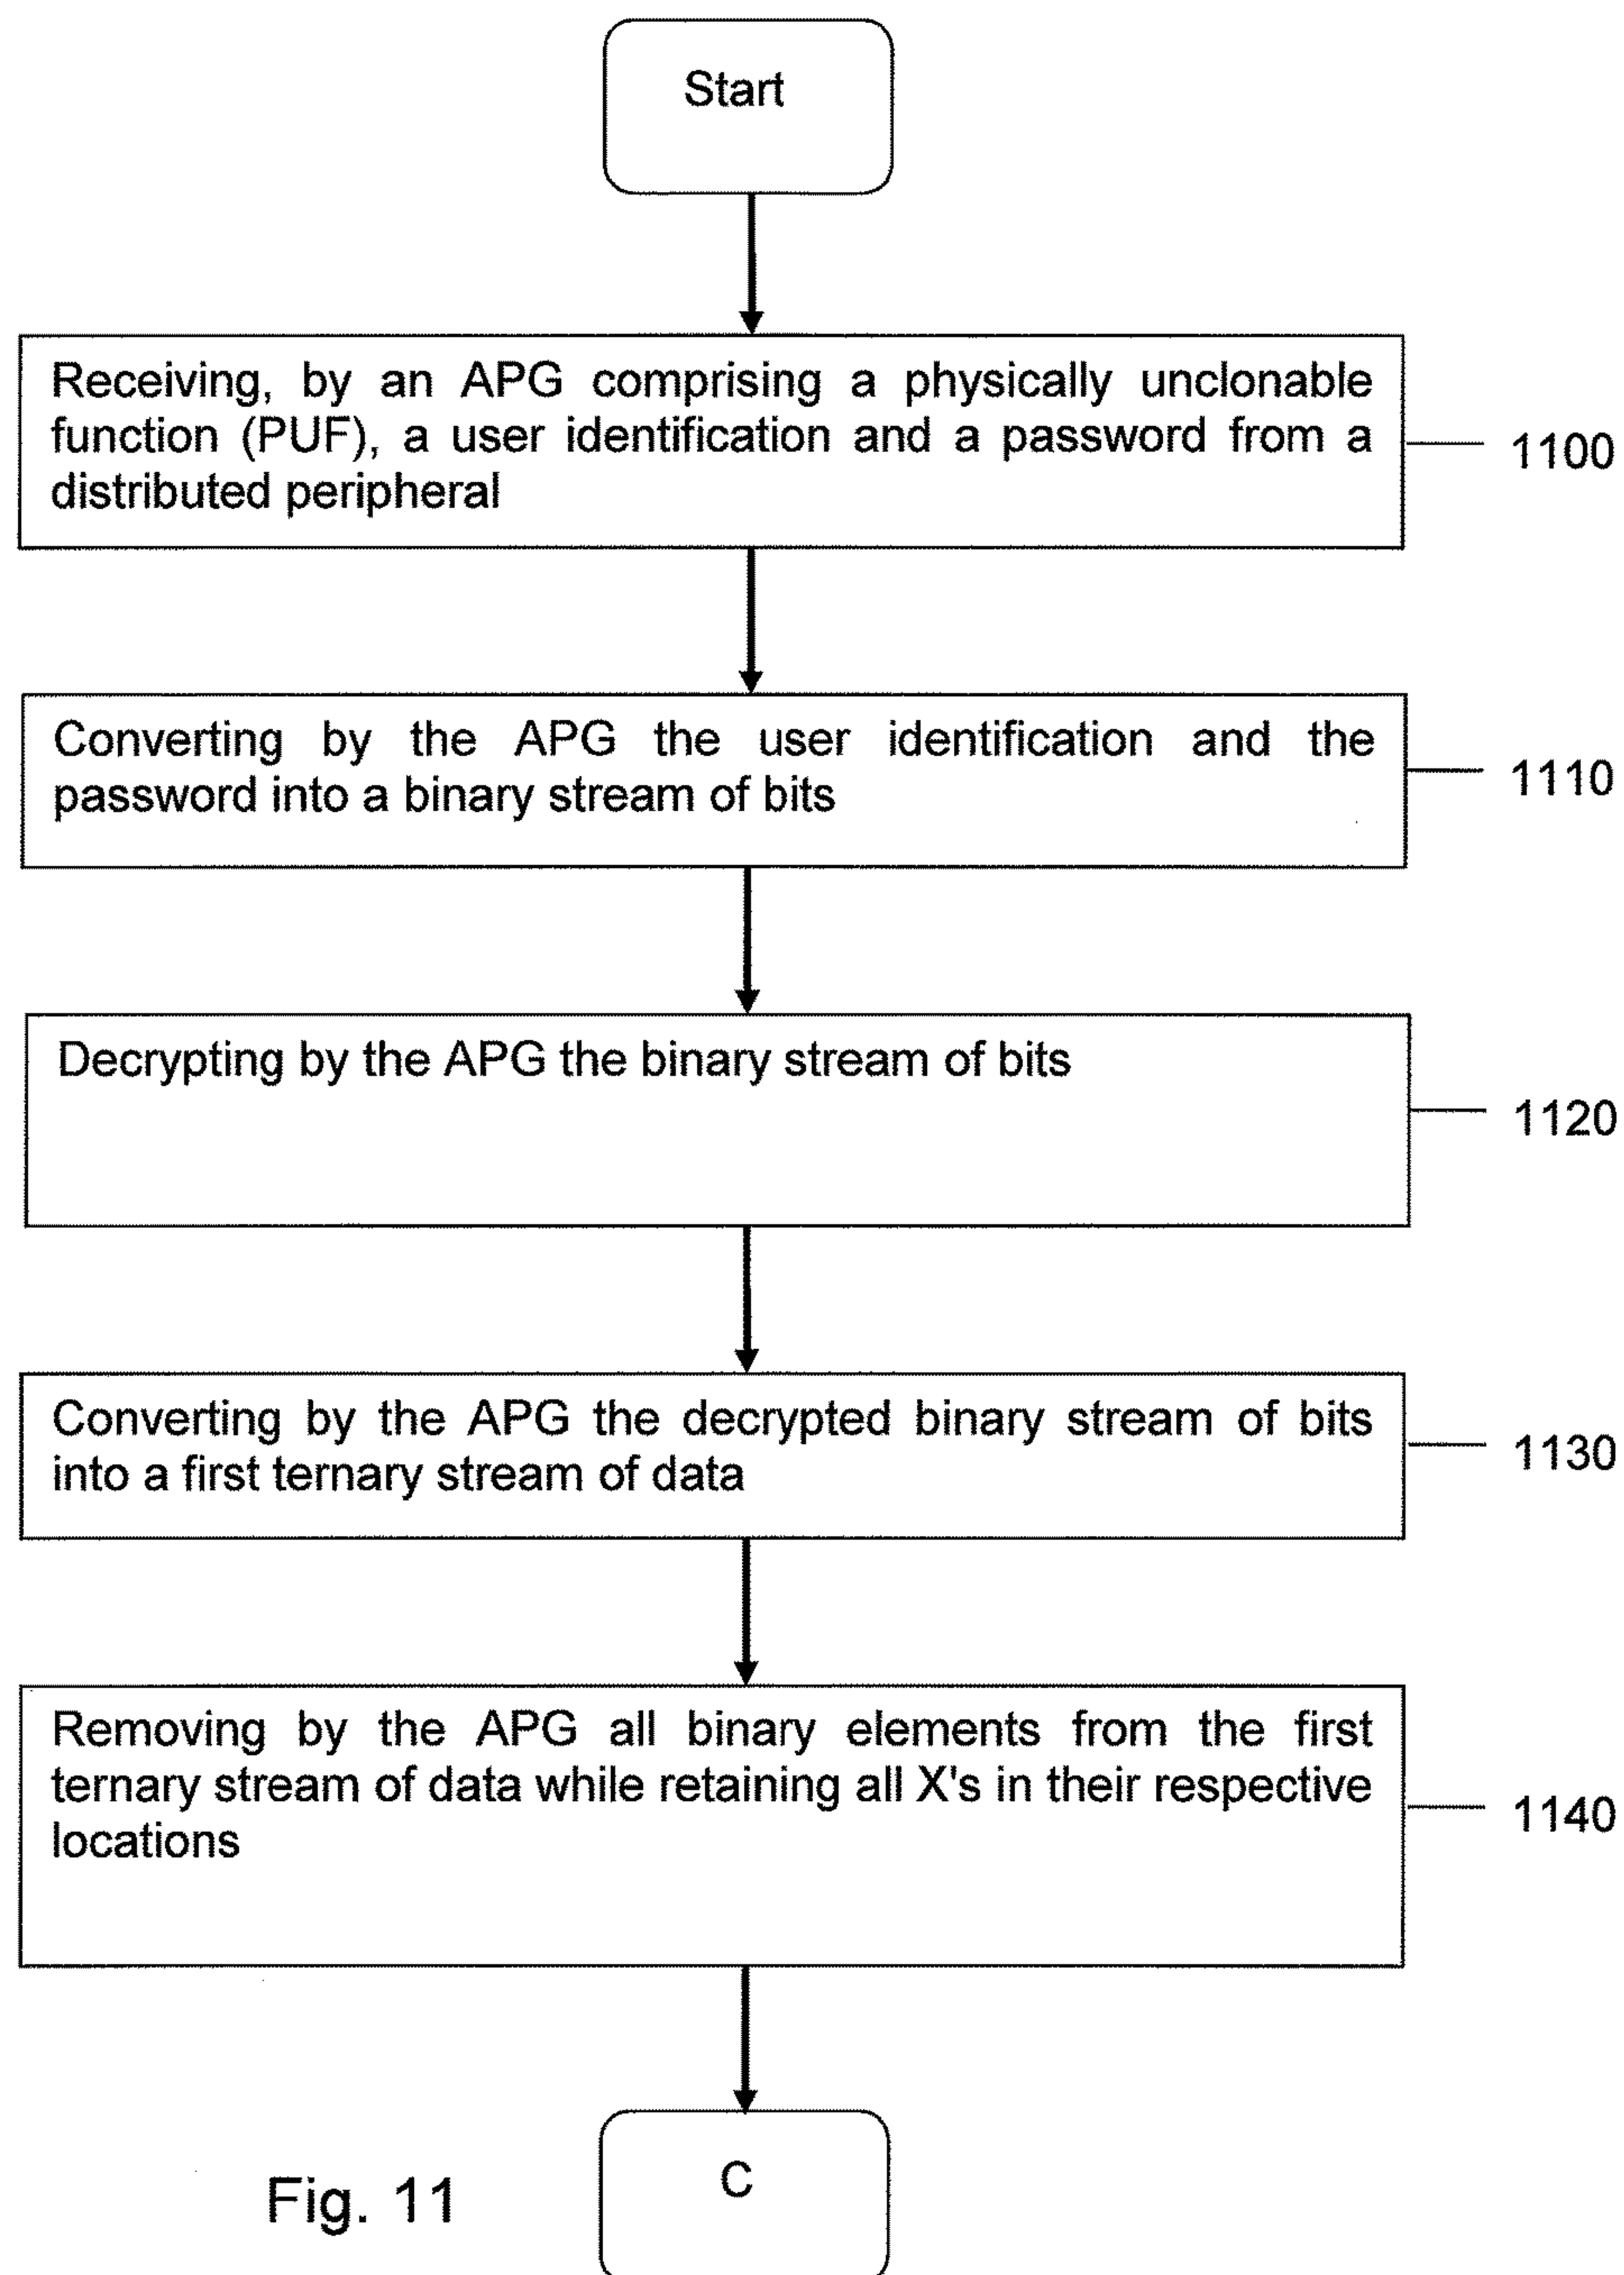 Start
Receiving, by an APG comprising a physically unclonable
function (PUF), a user identification and a password from a
distributed peripheral
1100
Converting by the APG the user identification and the
password into a binary stream of bits
1110
Decrypting by the APG the binary stream of bits
1120
Converting by the APG the decrypted binary stream of bits
into a first ternary stream of data
1130
Removing by the APG all binary elements from the first
ternary stream of data while retaining all X's in their respective
locations
1140
C
Fig. 11